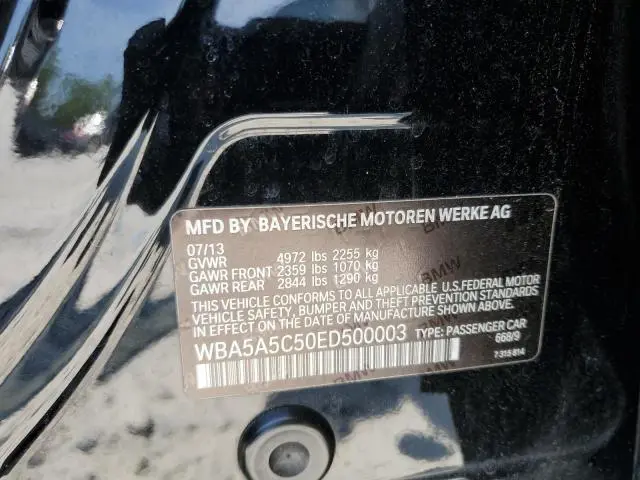 MFD BY BAYERISCHE MOTOREN WERKE AG
07/13
GVWR 4972 lbs 2255 kg
GAWR FRONT 2359 lbs 1070 kg
GAWR REAR 2844 lbs 1290 kg
THIS VEHICLE CONFORMS TO ALL APPLICABLE U.S.FEDERAL MOTOR
VEHICLE SAFETY, BUMPER, AND THEFT PREVENTION STANDARDS
IN EFFECT ON THE DATE OF MANUFACTURE SHOWN ABOVE.
WBA5A5C50ED500003 TYPE: PASSENGER CAR
668/9
7 315 814